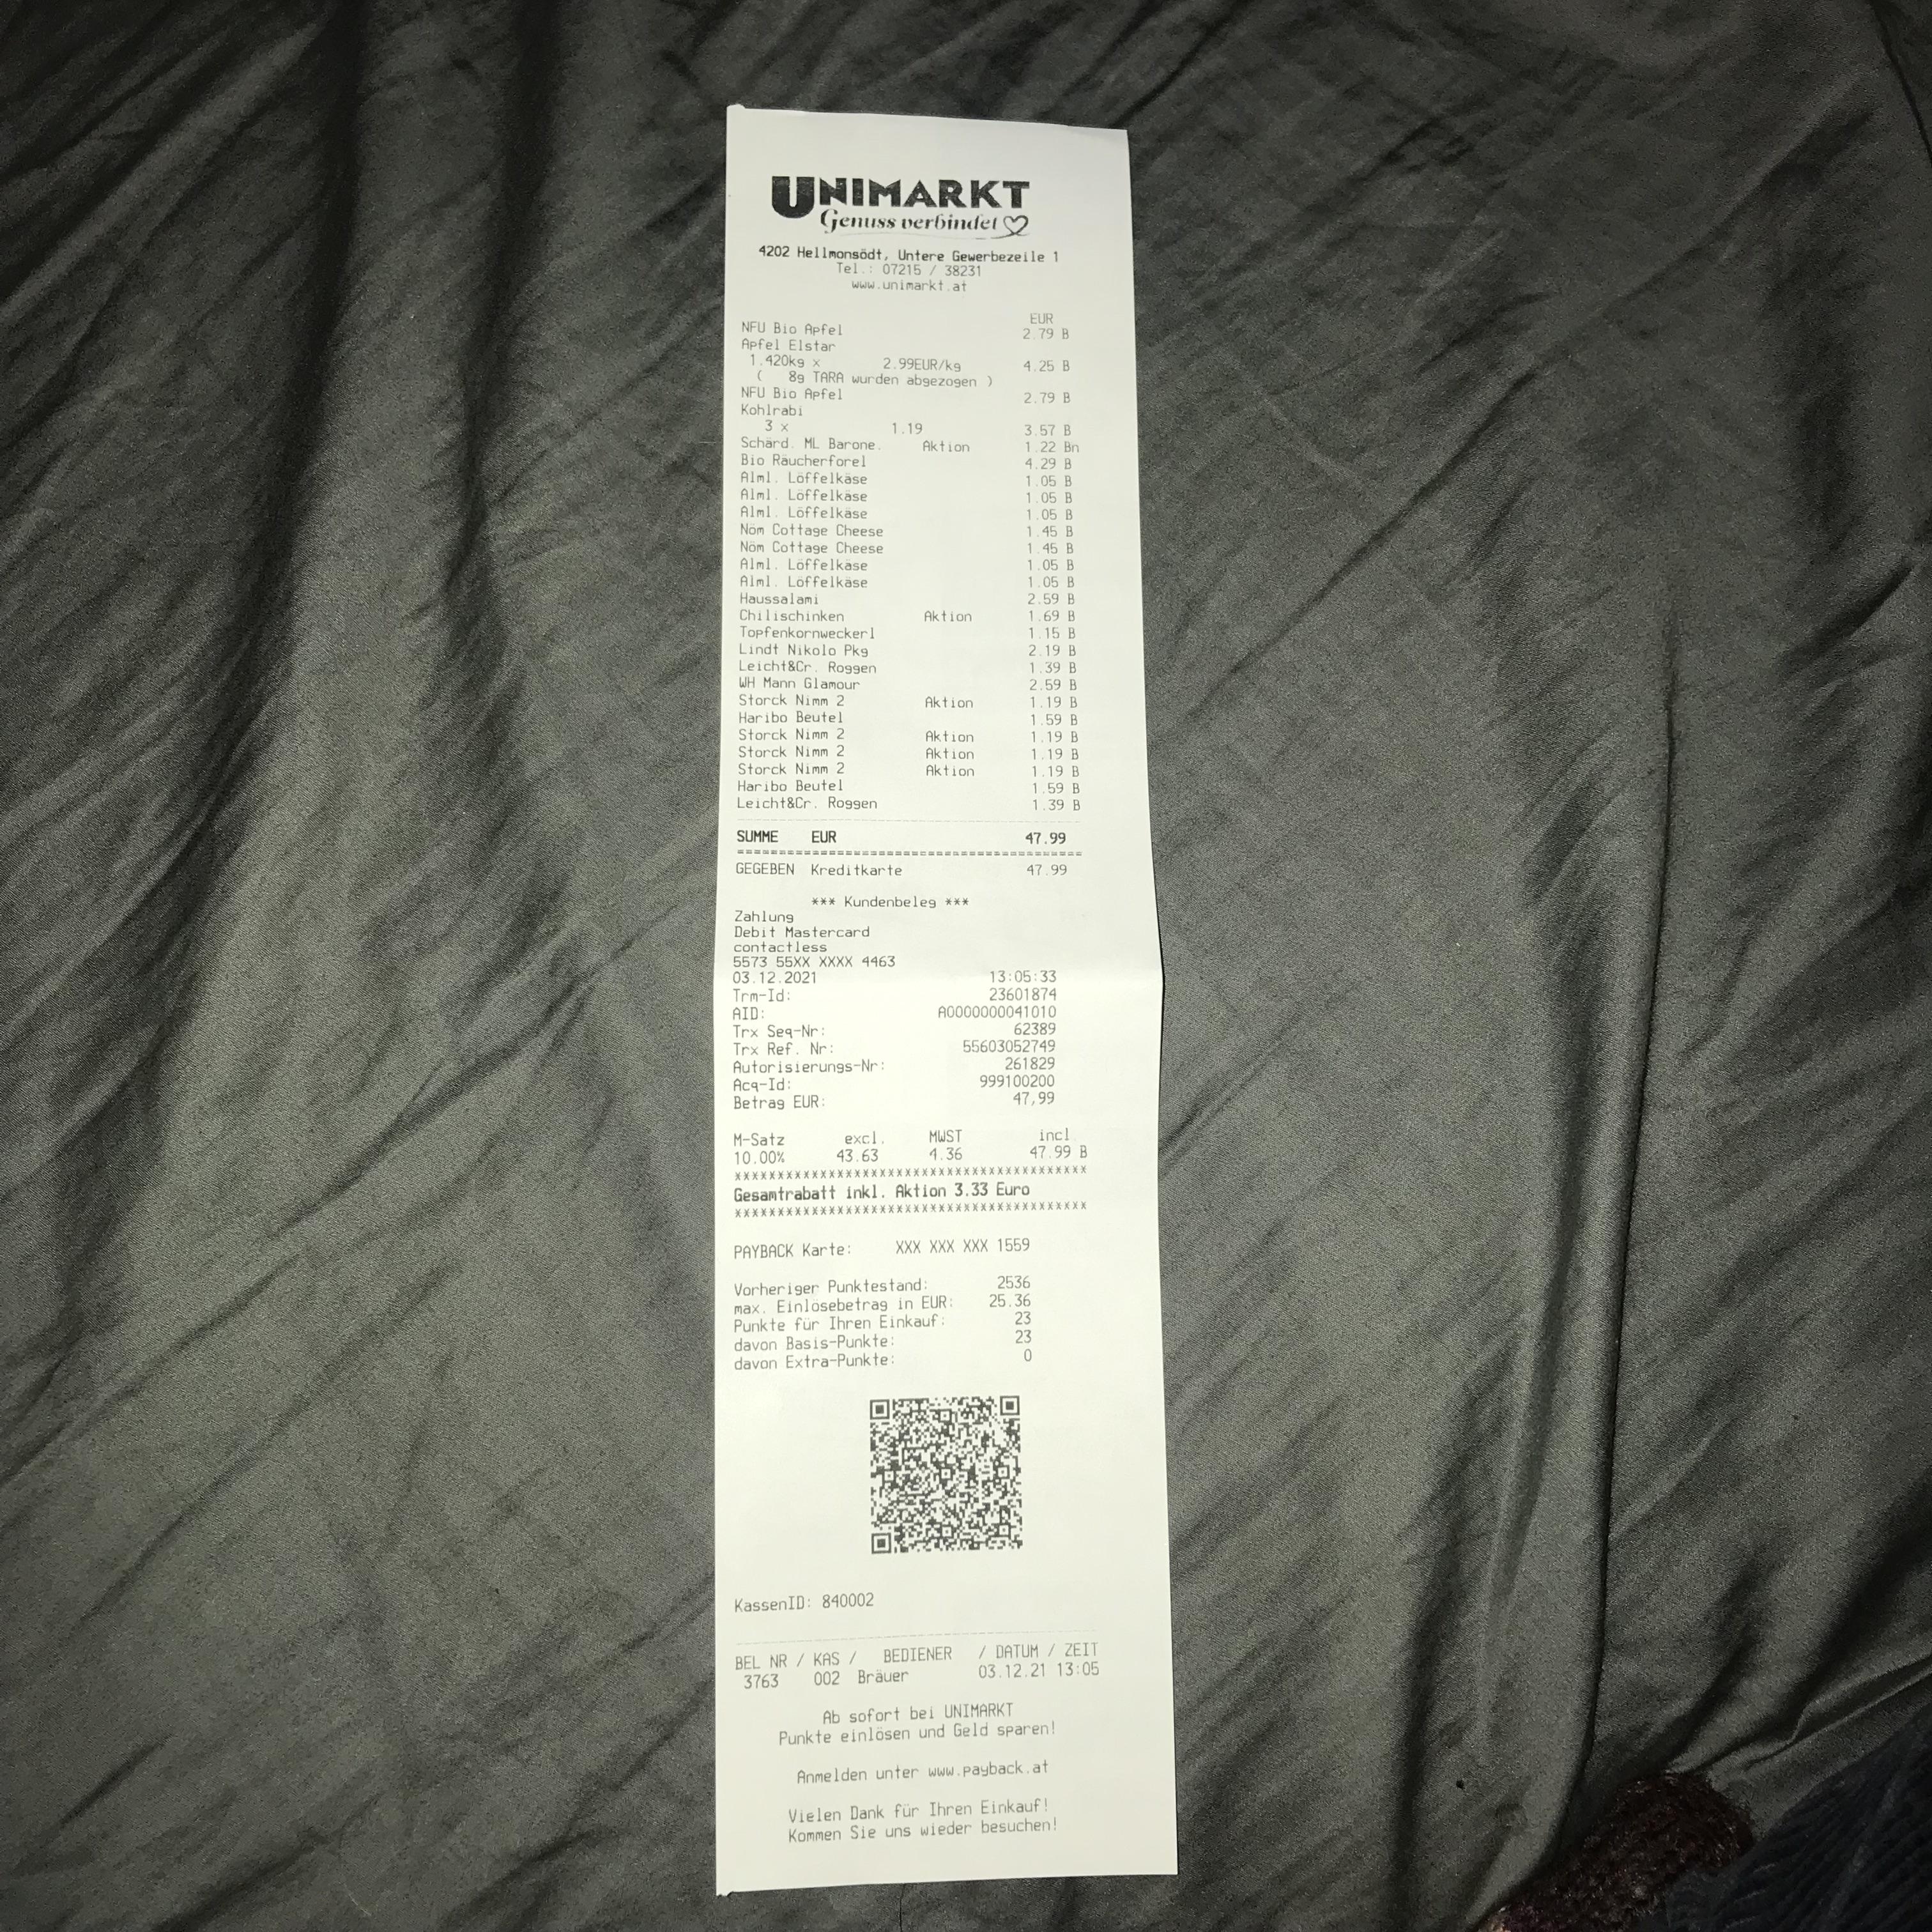 UNIMARKT
Genuss verbindet
4202 Hellmonsödt, Untere Gewerbezeile 1
Tel.: 07215 / 38231
www.unimarkt.at
EUR
NFU Bio Apfel 2.79 B
Apfel Elstar
1.420kg x 2.99EUR/kg 4.25 B
( 8g TARA wurden abgezogen )
NFU Bio Apfel 2.79 B
Kohlrabi
3 x 1.19 3.57 B
Schärd. ML Barone. Aktion 1.22 Bn
Bio Räucherforel 4.29 B
Alml. Löffelkäse 1.05 B
Alml. Löffelkäse 1.05 B
Alml. Löffelkäse 1.05 B
Nöm Cottage Cheese 1.45 B
Nöm Cottage Cheese 1.45 B
Alml. Löffelkäse 1.05 B
Alml. Löffelkäse 1.05 B
Haussalami 2.59 B
Chilischinken Aktion 1.69 B
Topfenkornweckerl 1.15 B
Lindt Nikolo Pkg 2.19 B
Leicht&Cr. Roggen 1.39 B
WH Mann Glamour 2.59 B
Storck Nimm 2 Aktion 1.19 B
Haribo Beutel 1.59 B
Storck Nimm 2 Aktion 1.19 B
Storck Nimm 2 Aktion 1.19 B
Storck Nimm 2 Aktion 1.19 B
Haribo Beutel 1.59 B
Leicht&Cr. Roggen 1.39 B
SUMME EUR 47.99
GEGEBEN Kreditkarte 47.99
*** Kundenbeleg ***
Zahlung
Debit Mastercard
contactless
5573 55XX XXXX 4463
03.12.2021 13:05:33
Trm-Id: 23601874
AID: A0000000041010
Trx Seq-Nr: 62389
Trx Ref. Nr: 55603052749
Autorisierungs-Nr: 261829
Acq-Id: 999100200
Betrag EUR: 47,99
M-Satz excl. MWST incl.
10.00% 43.63 4.36 47.99 B
Gesamtrabatt inkl. Aktion 3.33 Euro
PAYBACK Karte: XXX XXX XXX 1559
Vorheriger Punktestand: 2536
max. Einlösebetrag in EUR: 25.36
Punkte für Ihren Einkauf: 23
davon Basis-Punkte: 23
davon Extra-Punkte: 0
KassenID: 840002
BEL NR / KAS / BEDIENER / DATUM / ZEIT
3763 002 Bräuer 03.12.21 13:05
Ab sofort bei UNIMARKT
Punkte einlösen und Geld sparen!
Anmelden unter www.payback.at
Vielen Dank für Ihren Einkauf!
Kommen Sie uns wieder besuchen!